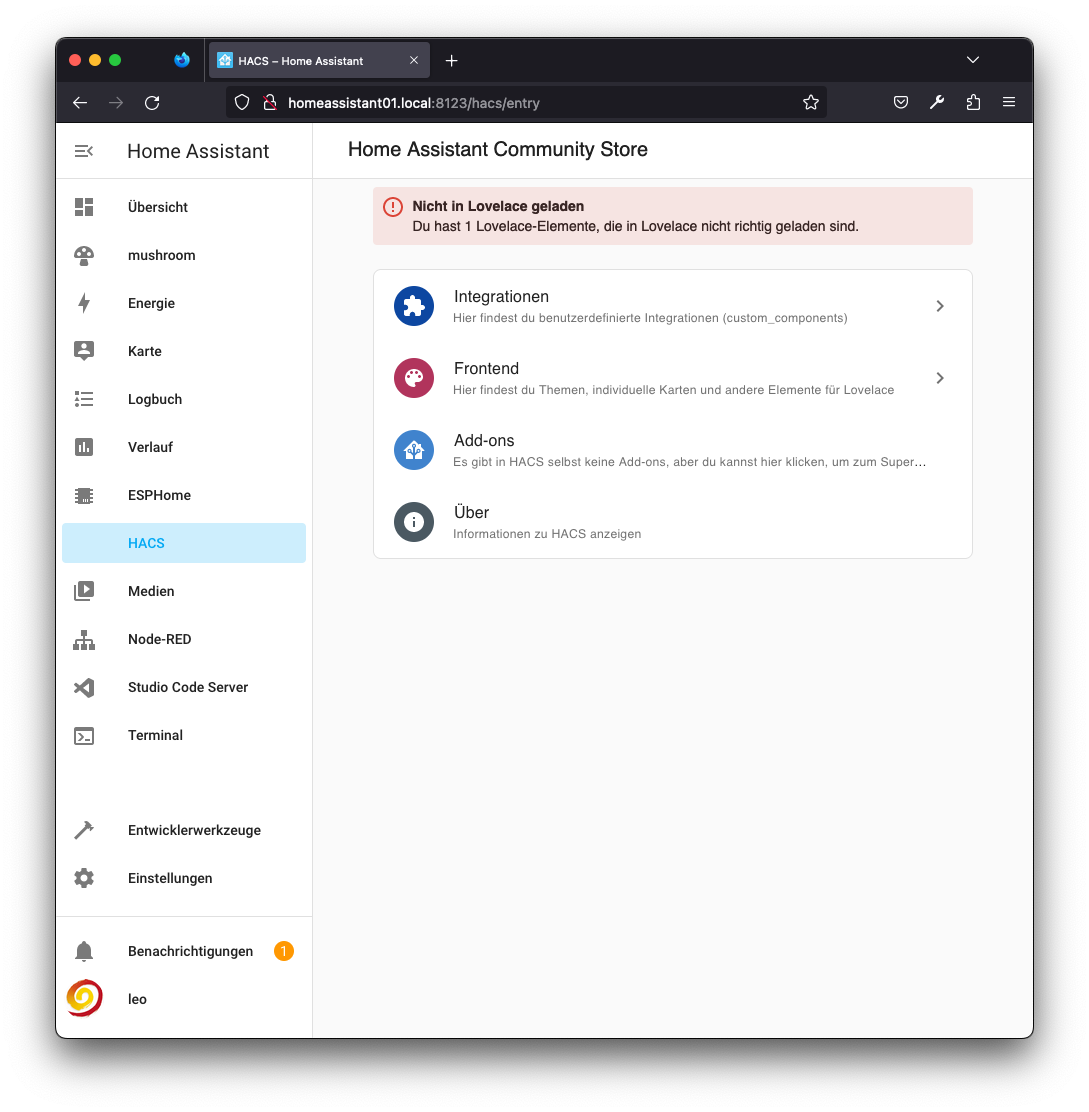 HACS – Home Assistant
homeassistant01.local:8123/hacs/entry
Home Assistant
Home Assistant Community Store
Übersicht
mushroom
Energie
Karte
Logbuch
Verlauf
ESPHome
HACS
Medien
Node-RED
Studio Code Server
Terminal
Entwicklerwerkzeuge
Einstellungen
Benachrichtigungen 1
leo
Nicht in Lovelace geladen
Du hast 1 Lovelace-Elemente, die in Lovelace nicht richtig geladen sind.
Integrationen
Hier findest du benutzerdefinierte Integrationen (custom_components)
Frontend
Hier findest du Themen, individuelle Karten und andere Elemente für Lovelace
Add-ons
Es gibt in HACS selbst keine Add-ons, aber du kannst hier klicken, um zum Super…
Über
Informationen zu HACS anzeigen